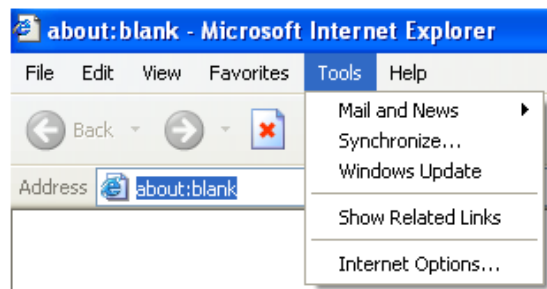 about:blank - Microsoft Internet Explorer
File Edit View Favorites Tools Help
Mail and News
Back
Synchronize...
Windows Update
Address about:blank
Show Related Links
Internet Options...